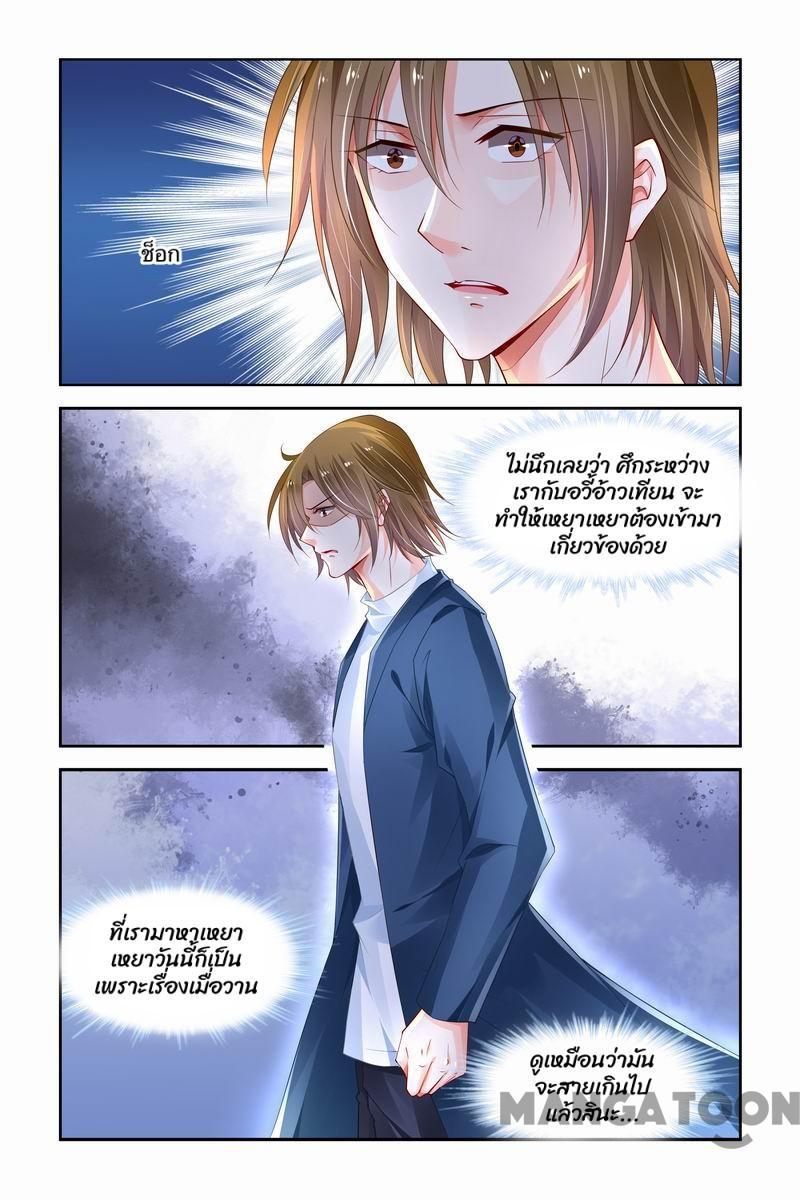 ช็อก
ไม่นึกเลยว่า ศึกระหว่าง
เรากับอวี้อ้าวเทียน จะ
ทำให้เหยาเหยาต้องเข้ามา
เกี่ยวข้องด้วย
ที่เรามาหาเหยา
เหยาวันนี้ก็เป็น
เพราะเรื่องเมื่อวาน
ดูเหมือนว่ามัน
จะสายเกินไป
แล้วสินะ...
MANGATOON